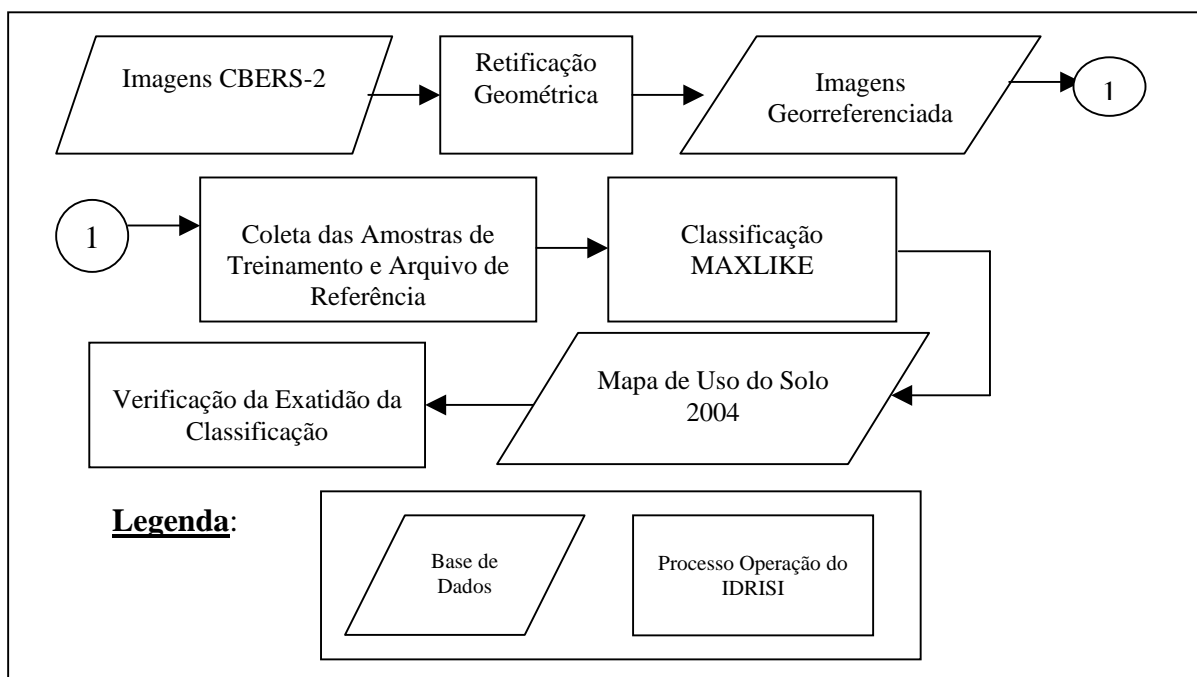 Imagens CBERS-2
Retificação
Geométrica
Imagens
Georreferenciada
1
1
Coleta das Amostras de
Treinamento e Arquivo de
Referência
Classificação
MAXLIKE
Mapa de Uso do Solo
2004
Verificação da Exatidão da
Classificação
Legenda:
Base de
Dados
Processo Operação do
IDRISI